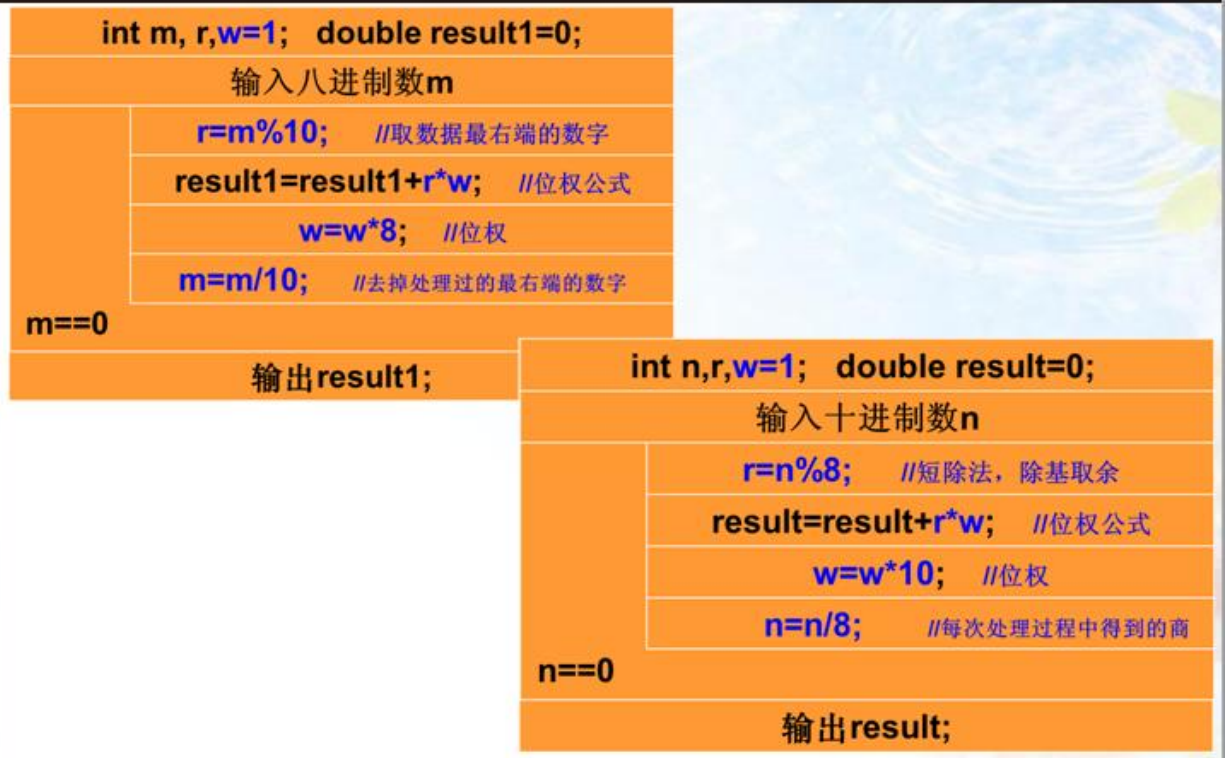 int m, r,w=1;   double result1=0;
输入八进制数m
r=m%10;   //取数据最右端的数字
result1=result1+r*w;   //位权公式
w=w*8;   //位权
m=m/10;   //去掉处理过的最右端的数字
m==0
输出result1;
int n,r,w=1;   double result=0;
输入十进制数n
r=n%8;   //短除法，除基取余
result=result+r*w;   //位权公式
w=w*10;   //位权
n=n/8;   //每次处理过程中得到的商
n==0
输出result;